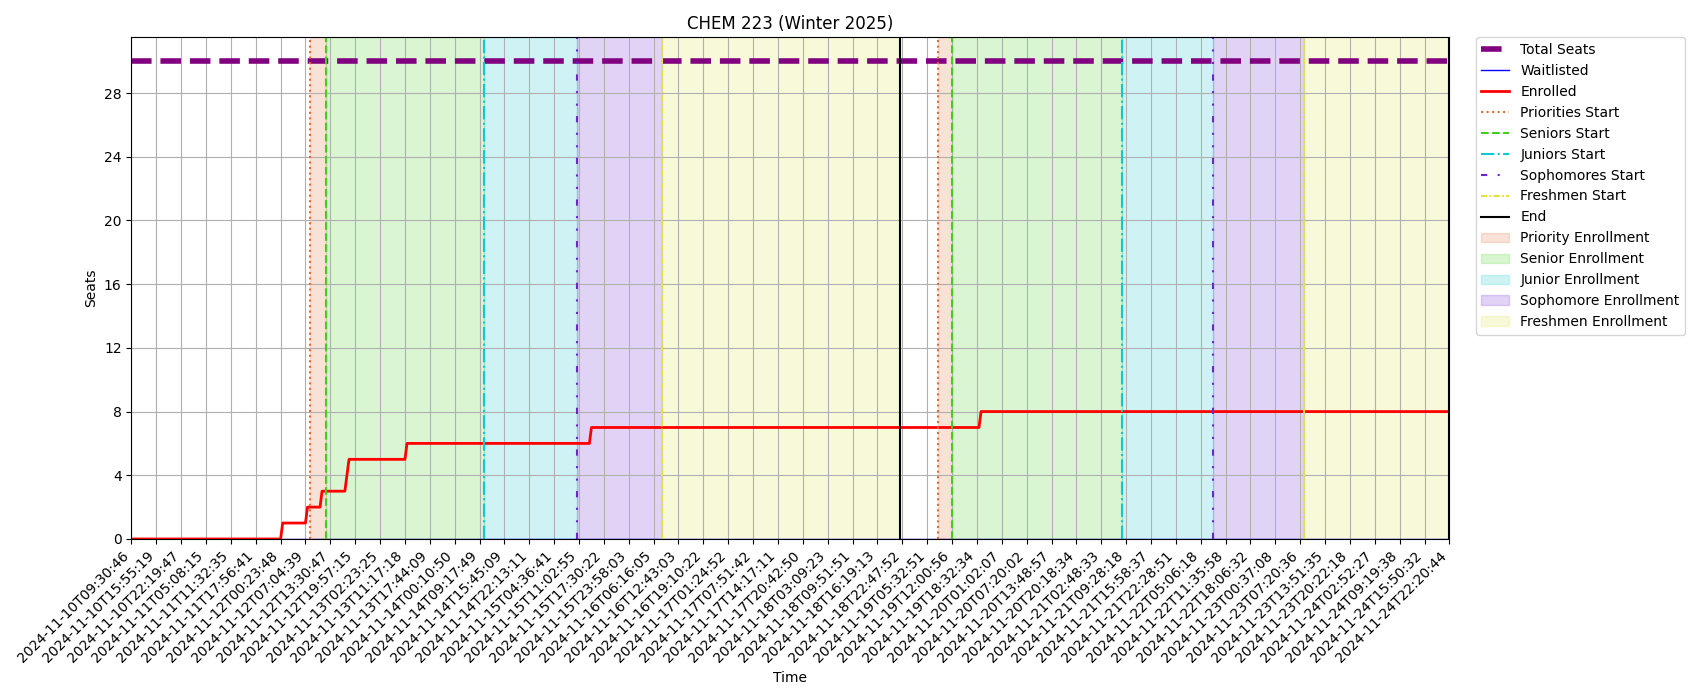 CHEM 223 (Winter 2025)
Seats
28
24
20
16
12
8
4
0
2024-11-10T09:30:46
2024-11-10T15:55:19
2024-11-10T22:19:47
2024-11-11T05:08:15
2024-11-11T11:32:35
2024-11-11T17:56:41
2024-11-12T00:23:48
2024-11-12T07:04:39
2024-11-12T13:30:47
2024-11-12T19:57:15
2024-11-13T02:23:25
2024-11-13T11:17:18
2024-11-13T17:44:09
2024-11-14T00:10:50
2024-11-14T09:17:49
2024-11-14T15:45:09
2024-11-14T22:13:11
2024-11-15T04:36:41
2024-11-15T11:02:55
2024-11-15T17:30:22
2024-11-15T23:58:03
2024-11-16T06:16:05
2024-11-16T12:43:03
2024-11-16T19:10:22
2024-11-17T01:24:52
2024-11-17T07:51:42
2024-11-17T14:17:11
2024-11-17T20:42:50
2024-11-18T03:09:23
2024-11-18T09:51:51
2024-11-18T16:19:13
2024-11-18T22:47:52
2024-11-19T05:32:51
2024-11-19T12:00:56
2024-11-19T18:32:34
2024-11-20T01:02:07
2024-11-20T07:20:02
2024-11-20T13:48:57
2024-11-20T20:18:34
2024-11-21T02:48:33
2024-11-21T09:28:18
2024-11-21T15:58:37
2024-11-21T22:28:51
2024-11-22T05:06:18
2024-11-22T11:35:58
2024-11-22T18:06:32
2024-11-23T00:37:08
2024-11-23T07:20:36
2024-11-23T13:51:35
2024-11-23T20:22:18
2024-11-24T02:52:27
2024-11-24T09:19:38
2024-11-24T15:50:32
2024-11-24T22:20:44
Time
Total Seats
Waitlisted
Enrolled
Priorities Start
Seniors Start
Juniors Start
Sophomores Start
Freshmen Start
End
Priority Enrollment
Senior Enrollment
Junior Enrollment
Sophomore Enrollment
Freshmen Enrollment